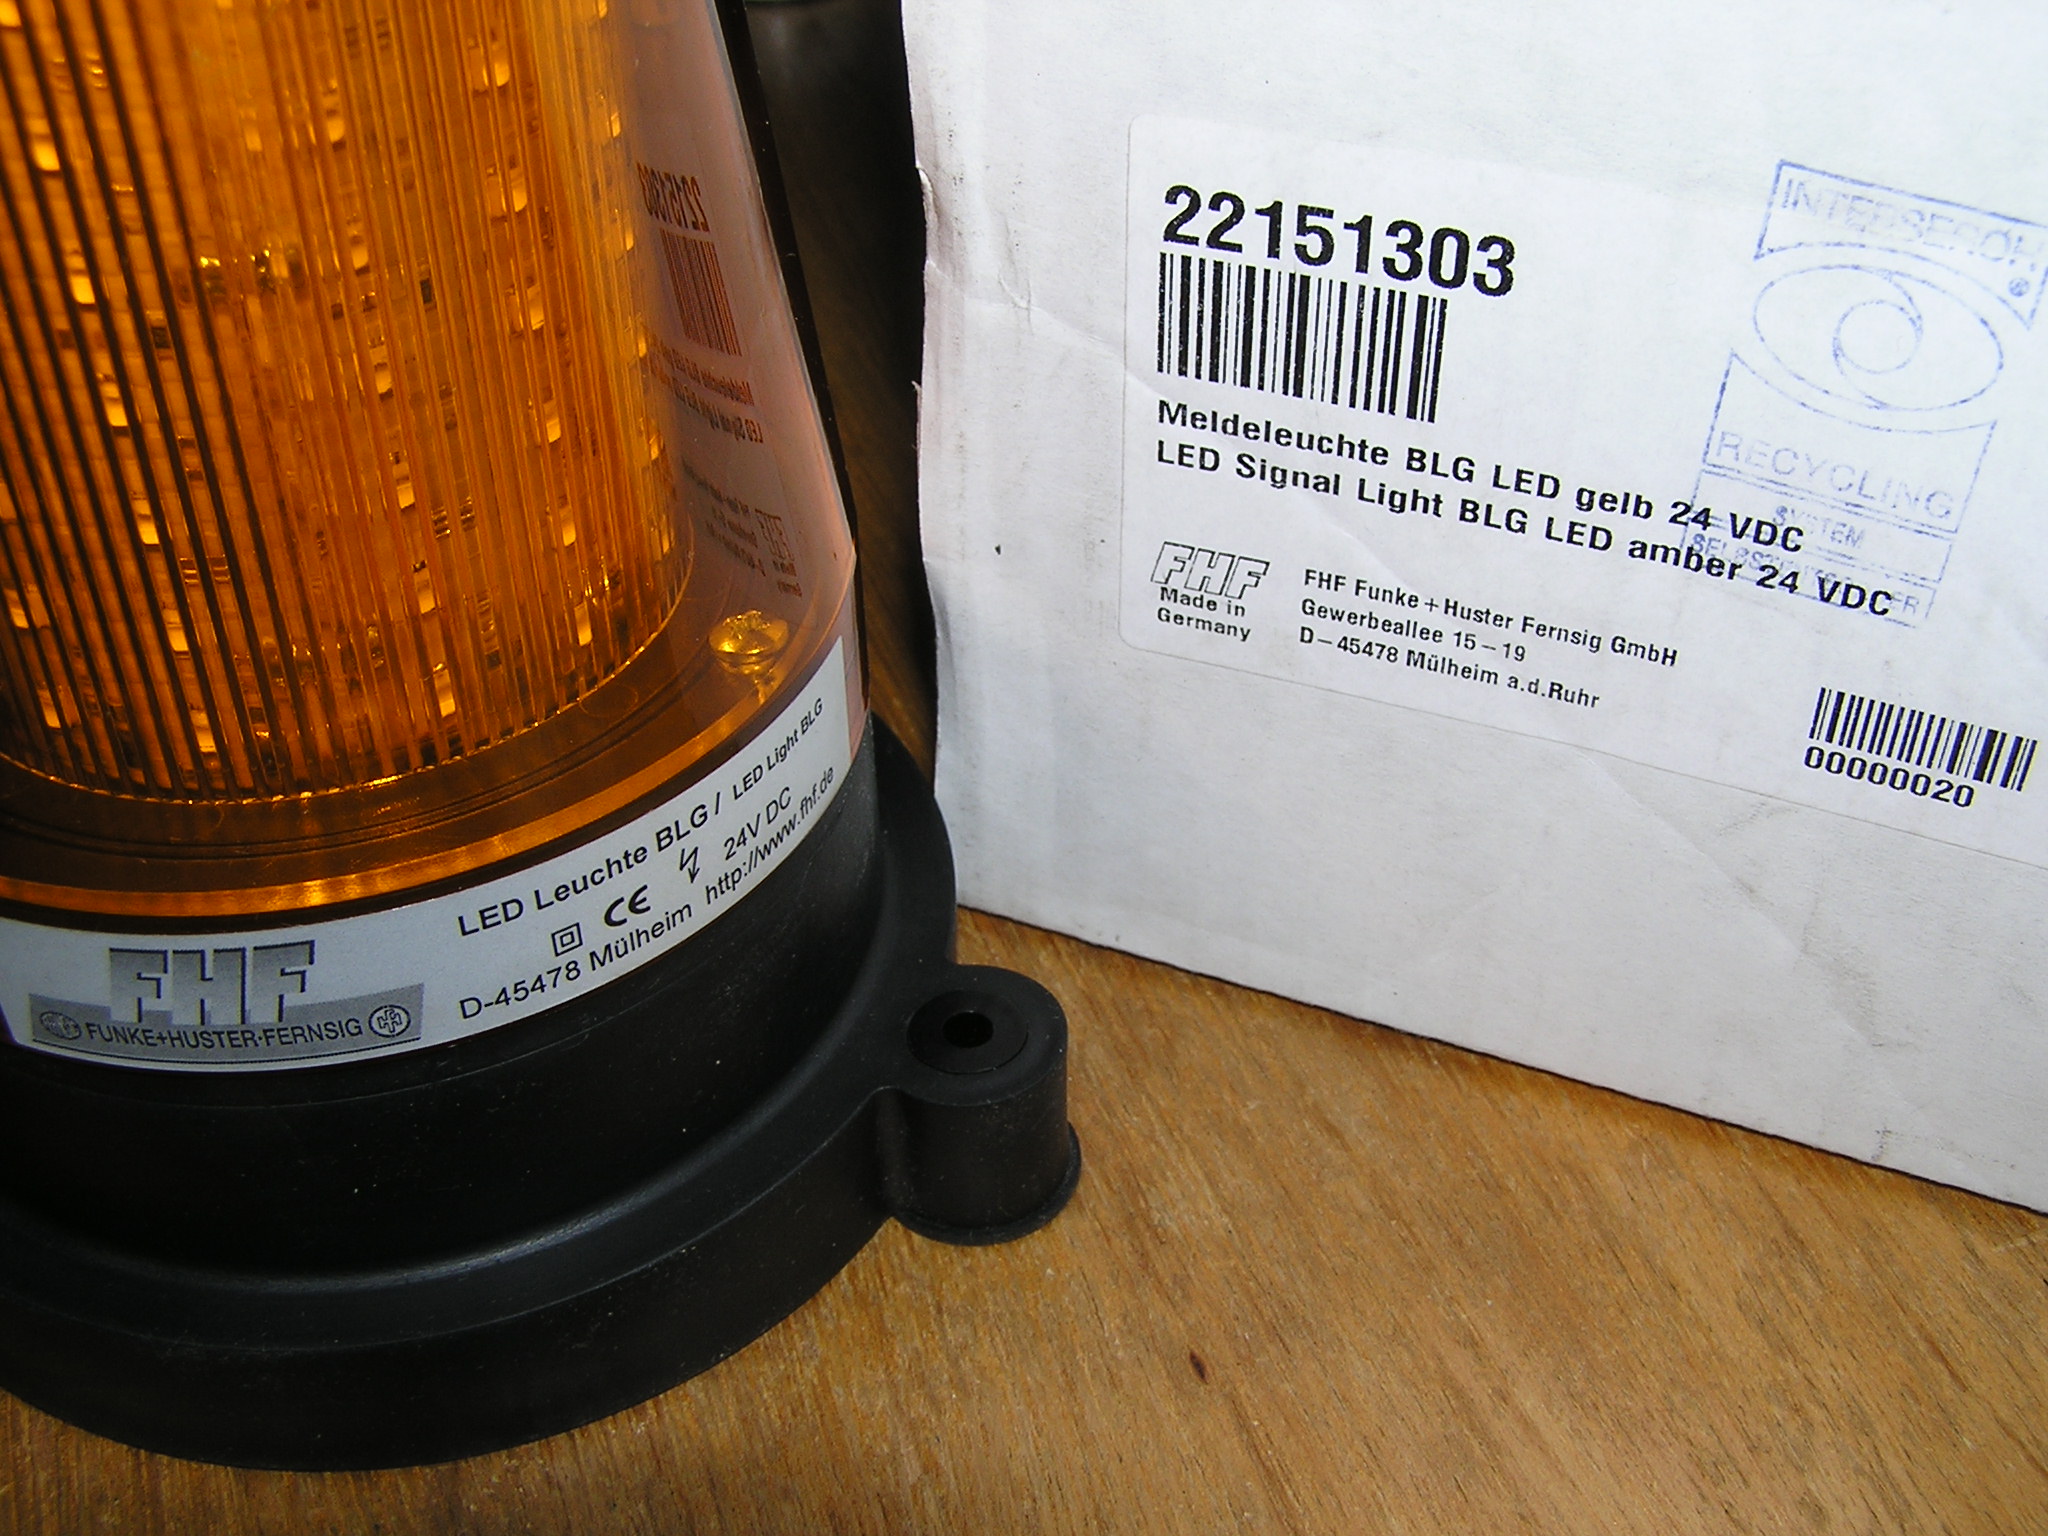 22151303
Meldeleuchte BLG LED gelb 24 VDC
LED Signal Light BLG LED amber 24 VDC
FHF
Made in
Germany
FHF Funke+Huster Fernsig GmbH
Gewerbeallee 15-19
D-45478 Mülheim a.d.Ruhr
00000020
INTERSEROH
®
RECYCLING
SYSTEM
LED Leuchte BLG / LED Light BLG
CE 24V DC
D-45478 Mülheim http://www.fhf.de
FHF
FUNKE+HUSTER·FERNSIG